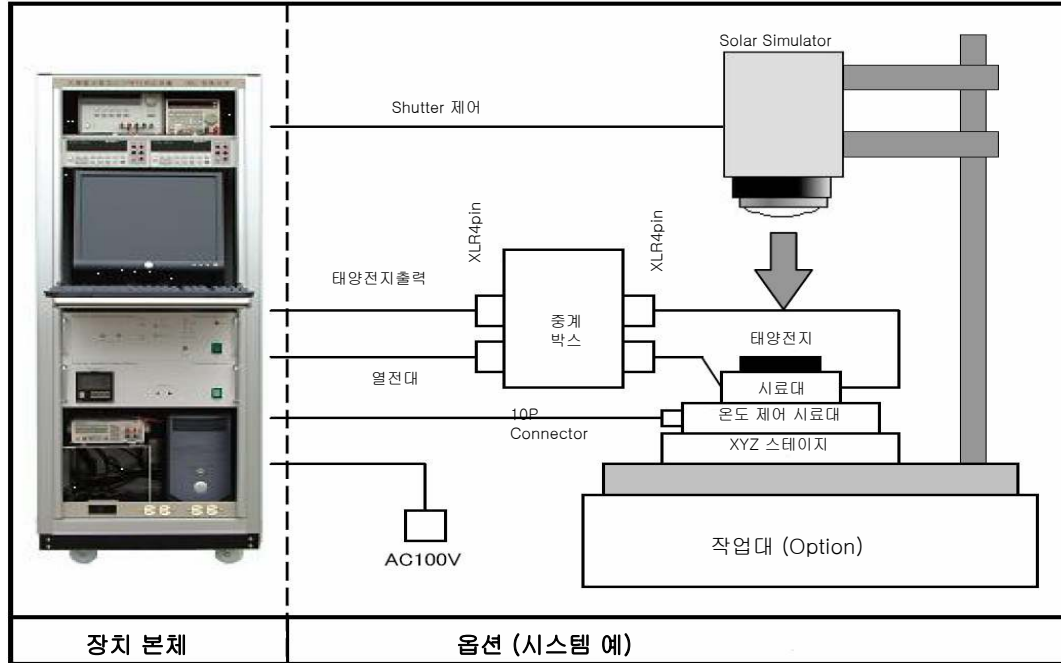 Solar Simulator
Shutter 제어
XLR4pin
XLR4pin
태양전지출력
중계
박스
태양전지
열전대
시료대
10P
Connector
온도 제어 시료대
XYZ 스테이지
작업대 (Option)
AC100V
장치 본체
옵션 (시스템 예)